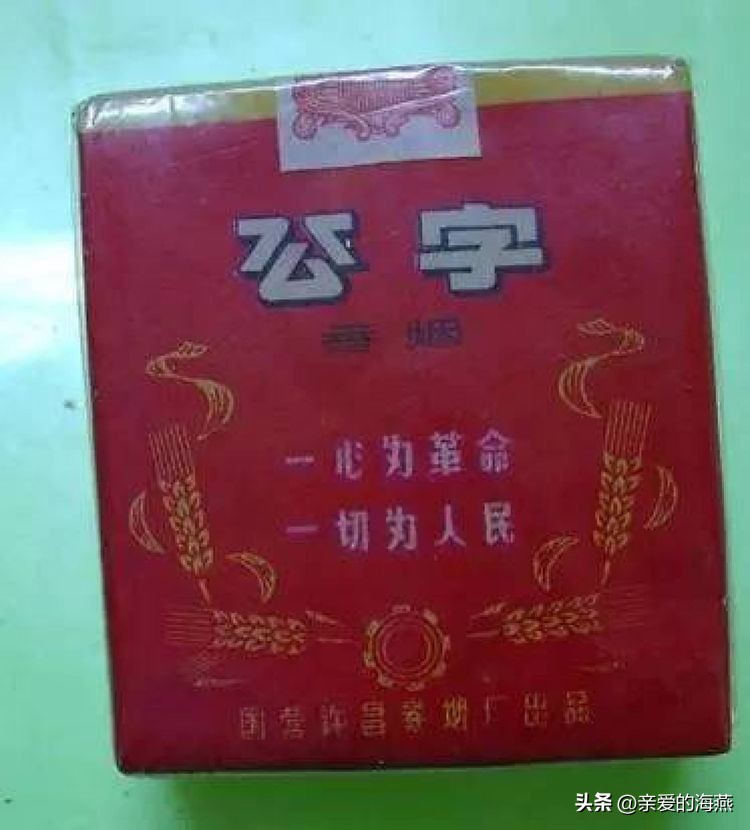 公字
香烟
一心为革命
一切为人民
国营许昌卷烟厂出品
头条 @亲爱的海燕